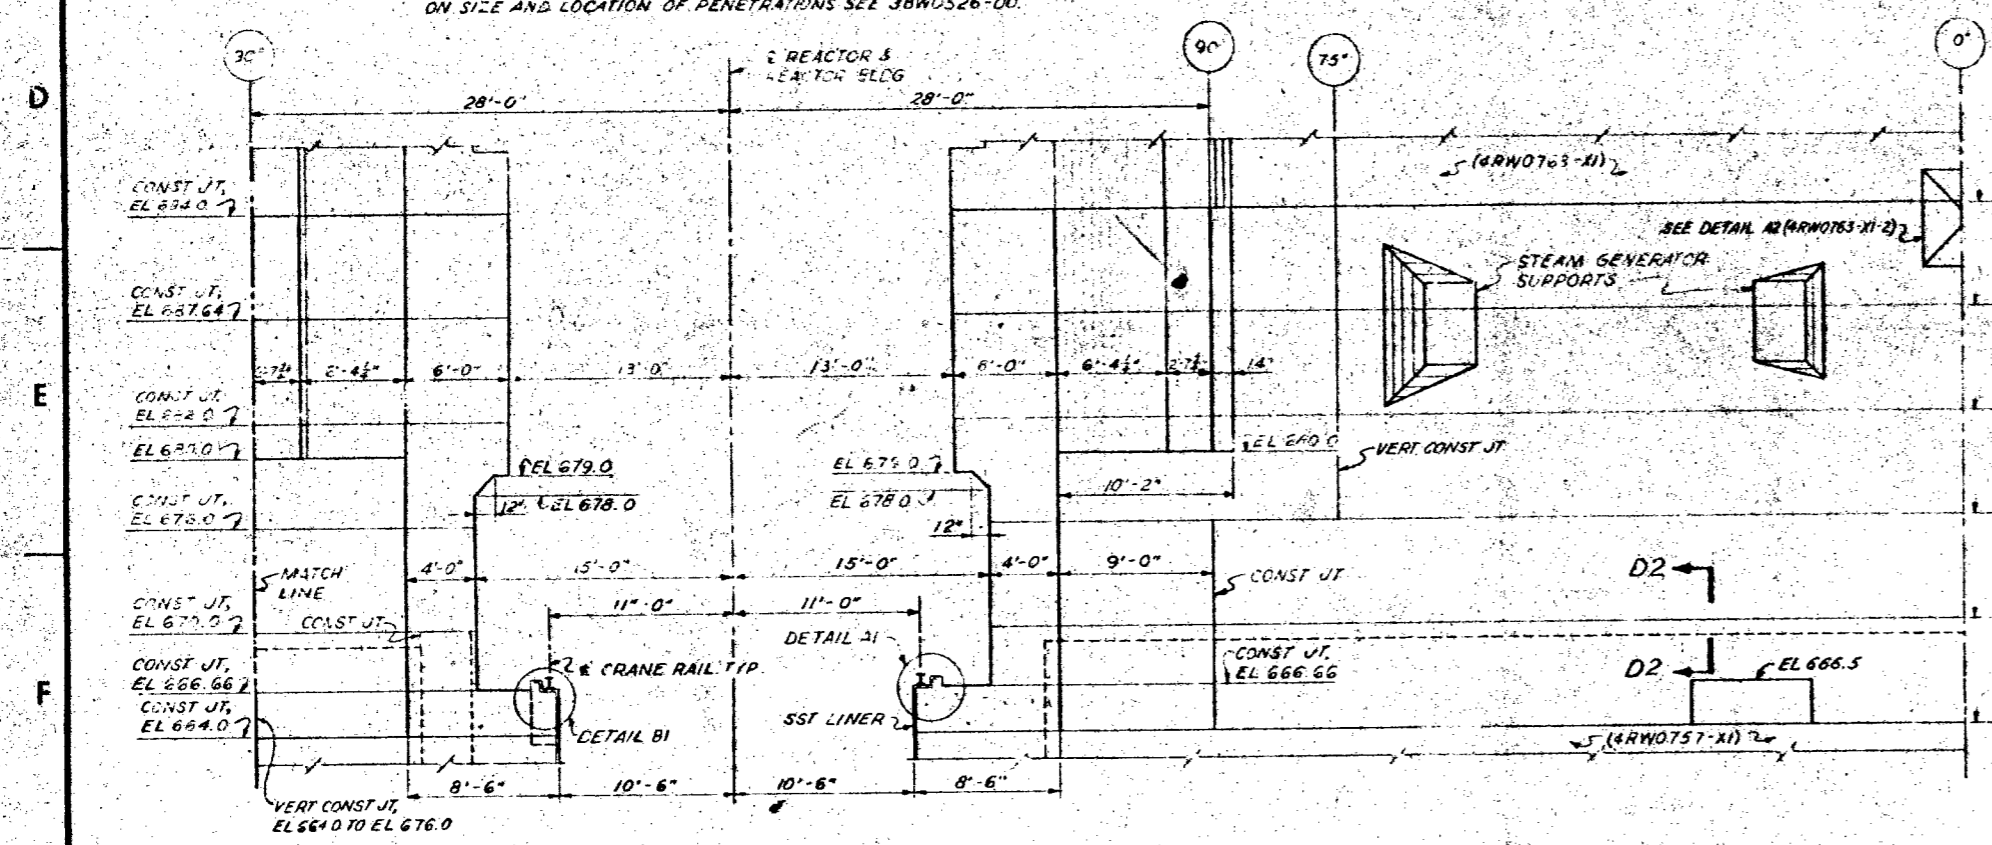 ON SIZE AND LOCATION OF PENETRATIONS SEE 38W0526-00.
30°
REACTOR &
REACTOR BLDG
90
75°
0°
D
28'-0"
28'-0"
(4RW0763-X1)
CONST JT,
EL 694.0
SEE DETAIL A2 (4RW0763-X1-2)
STEAM GENERATOR
SUPPORTS
CONST JT,
EL 687.64
E
6'-0"
13'-0"
13'-0"
6'-0"
6'-4½"
14"
CONST JT,
EL 680.0
VERT CONST JT
EL 679.0
EL 679.0
10'-2"
12"
EL 678.0
EL 678.0
12"
CONST JT,
MATCH
LINE
4'-0"
15'-0"
15'-0"
4'-0"
9'-0"
CONST JT
D2
CONST JT,
CONST JT
11'-0"
11'-0"
DETAIL A1
CRANE RAIL TYP.
CONST JT,
EL 666.66
CONST JT,
EL 666.66
D2
EL 666.5
F
CONST JT,
EL 664.0
SST LINER
DETAIL B1
(4RW0757-X1)
8'-6"
10'-6"
10'-6"
8'-6"
VERT CONST JT,
EL 664.0 TO EL 676.0